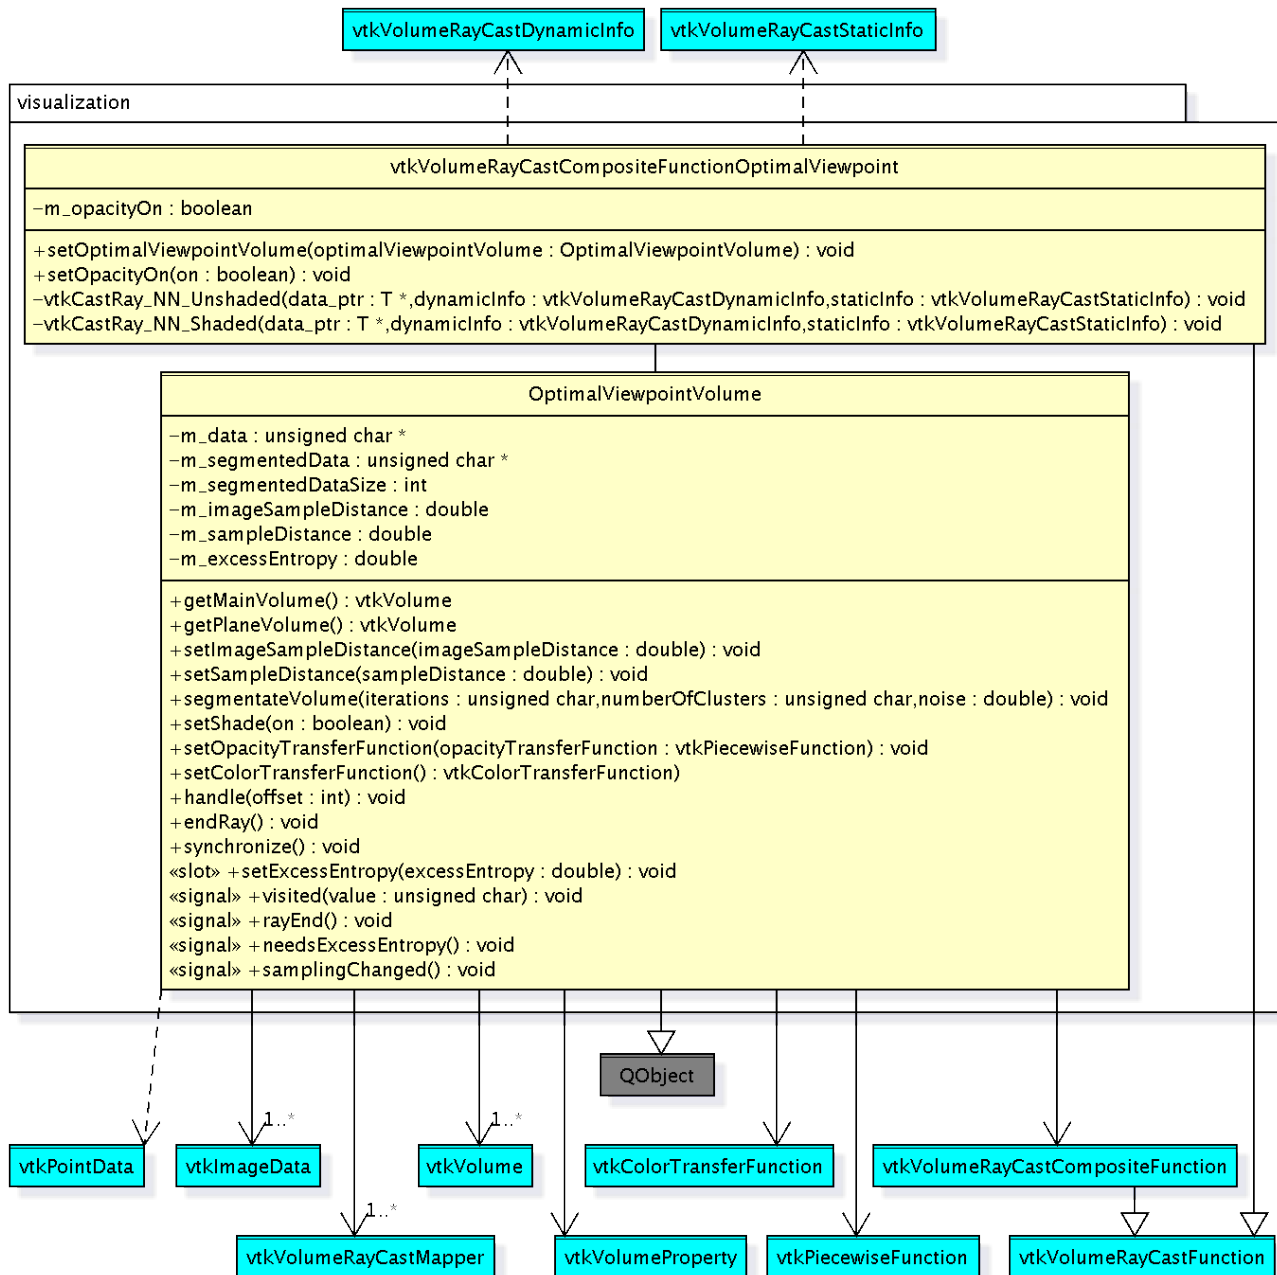 vtkVolumeRayCastDynamicInfo
vtkVolumeRayCastStaticInfo
visualization
vtkVolumeRayCastCompositeFunctionOptimalViewpoint
-m_opacityOn : boolean
+setOptimalViewpointVolume(optimalViewpointVolume : OptimalViewpointVolume) : void
+setOpacityOn(on : boolean) : void
-vtkCastRay_NN_Unshaded(data_ptr : T *,dynamicInfo : vtkVolumeRayCastDynamicInfo,staticInfo : vtkVolumeRayCastStaticInfo) : void
-vtkCastRay_NN_Shaded(data_ptr : T *,dynamicInfo : vtkVolumeRayCastDynamicInfo,staticInfo : vtkVolumeRayCastStaticInfo) : void
OptimalViewpointVolume
-m_data : unsigned char *
-m_segmentedData : unsigned char *
-m_segmentedDataSize : int
-m_imageSampleDistance : double
-m_sampleDistance : double
-m_excessEntropy : double
+getMainVolume() : vtkVolume
+getPlaneVolume() : vtkVolume
+setImageSampleDistance(imageSampleDistance : double) : void
+setSampleDistance(sampleDistance : double) : void
+segmentateVolume(iterations : unsigned char,numberOfClusters : unsigned char,noise : double) : void
+setShade(on : boolean) : void
+setOpacityTransferFunction(opacityTransferFunction : vtkPiecewiseFunction) : void
+setColorTransferFunction() : vtkColorTransferFunction)
+handle(offset : int) : void
+endRay() : void
+synchronize() : void
«slot» +setExcessEntropy(excessEntropy : double) : void
«signal» +visited(value : unsigned char) : void
«signal» +rayEnd() : void
«signal» +needsExcessEntropy() : void
«signal» +samplingChanged() : void
QObject
1..*
1..*
vtkPointData
vtkImageData
vtkVolume
vtkColorTransferFunction
vtkVolumeRayCastCompositeFunction
1..*
vtkVolumeRayCastMapper
vtkVolumeProperty
vtkPiecewiseFunction
vtkVolumeRayCastFunction